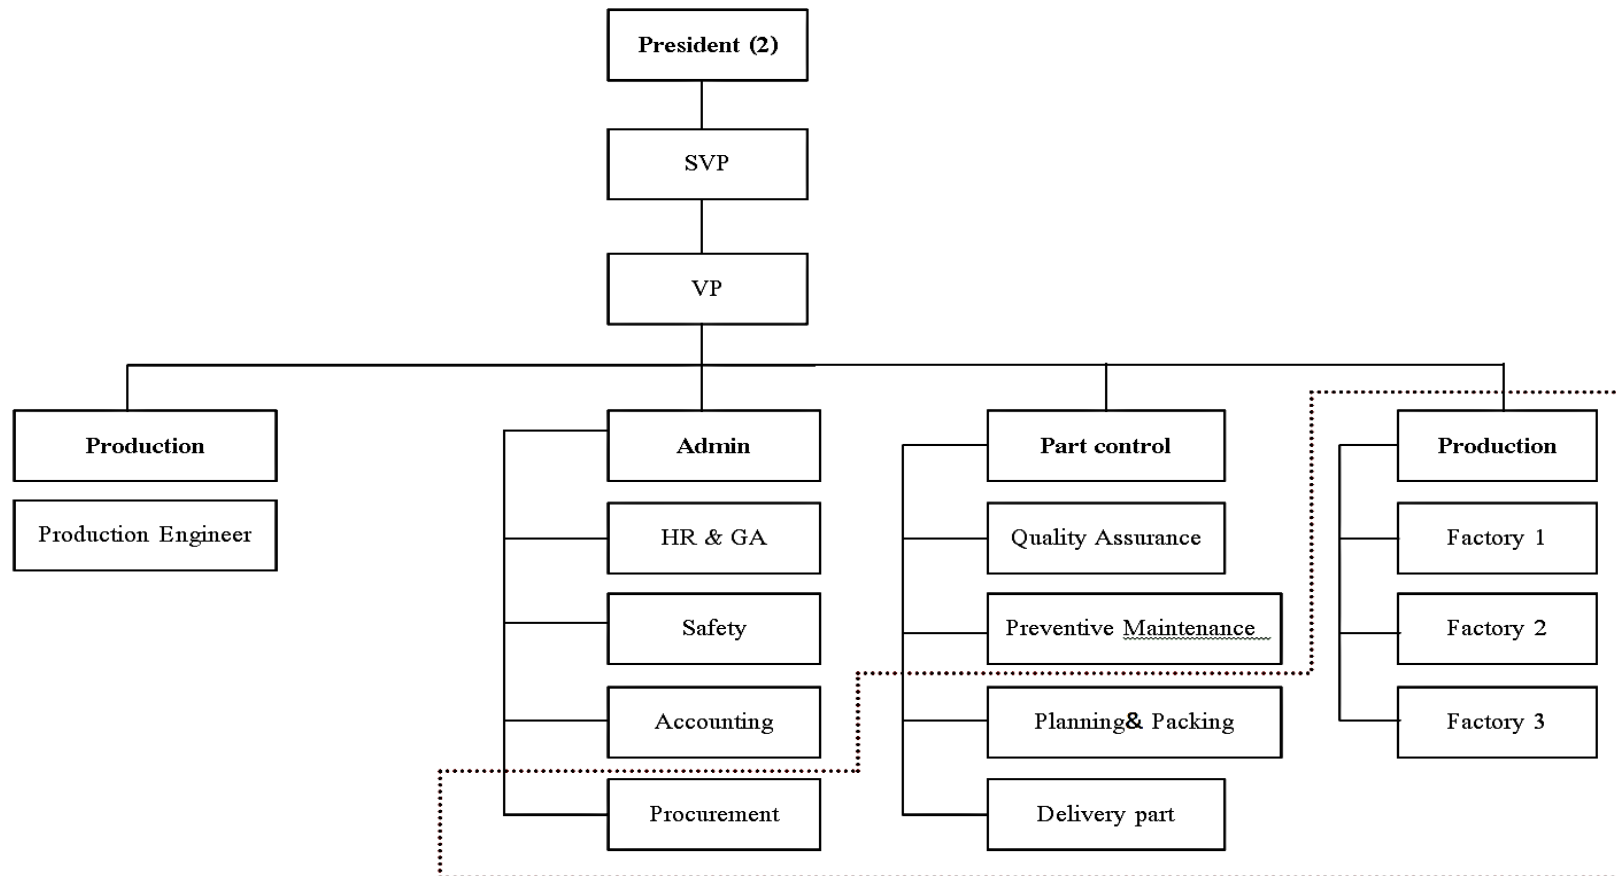 President (2)
SVP
VP
Production
Production Engineer
Admin
HR & GA
Safety
Accounting
Procurement
Part control
Quality Assurance
Preventive Maintenance
Planning& Packing
Delivery part
Production
Factory 1
Factory 2
Factory 3